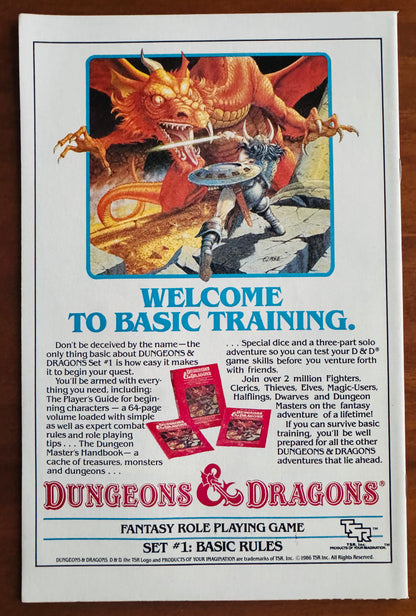 WELCOME
TO BASIC TRAINING.
Don't be deceived by the name — the
only thing basic about DUNGEONS &
DRAGONS Set #1 is how easy it makes
it to begin your quest.
You'll be armed with every-
thing you need, including:
The Player's Guide for begin-
ning characters — a 64-page
volume loaded with simple
as well as expert combat
rules and role playing
tips . . . The Dungeon
Master's Handbook — a
cache of treasures, monsters
and dungeons . . .
. . . Special dice and a three-part solo
adventure so you can test your D & D®
game skills before you venture forth
with friends.
Join over 2 million Fighters,
Clerics, Thieves, Elves, Magic-Users,
Halflings, Dwarves and Dungeon
Masters on the fantasy
adventure of a lifetime!
If you can survive basic
training, you'll be well
prepared for all the other
DUNGEONS & DRAGONS
adventures that lie ahead.
DUNGEONS & DRAGONS
DUNGEONS & DRAGONS®
FANTASY ROLE PLAYING GAME
SET #1: BASIC RULES
TSR, Inc.
PRODUCTS OF YOUR IMAGINATION™
DUNGEONS & DRAGONS, D & D, the TSR Logo and PRODUCTS OF YOUR IMAGINATION are trademarks of TSR, Inc. ©1986 TSR Inc. All Rights Reserved.